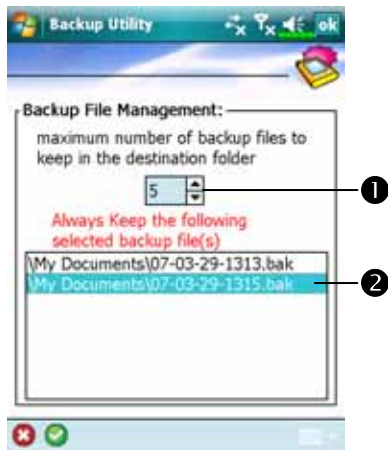 Backup Utility
ok
Backup File Management:
maximum number of backup files to
keep in the destination folder
5
1
Always Keep the following
selected backup file(s)
\My Documents\07-03-29-1313.bak
\My Documents\07-03-29-1315.bak
2